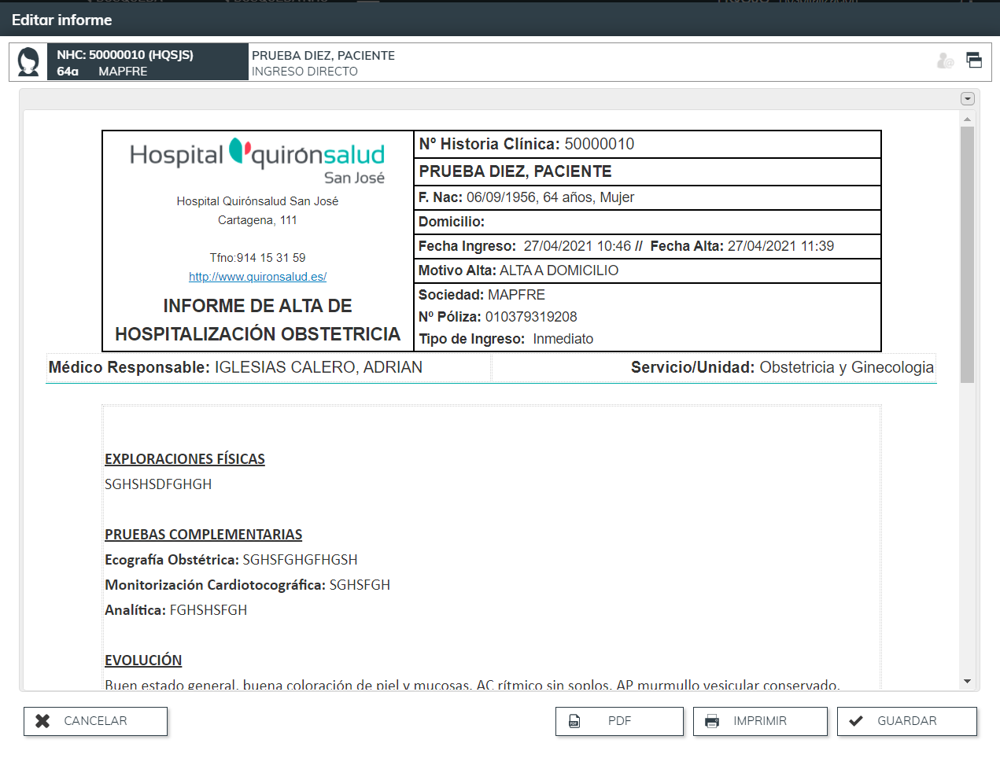 Editar informe
NHC: 50000010 (HQSJS)
64a MAPFRE
PRUEBA DIEZ, PACIENTE
INGRESO DIRECTO
Hospital quirónsalud
San José
Hospital Quirónsalud San José
Cartagena, 111
Tfno:914 15 31 59
http://www.quironsalud.es/
INFORME DE ALTA DE
HOSPITALIZACIÓN OBSTETRICIA
Nº Historia Clínica: 50000010
PRUEBA DIEZ, PACIENTE
F. Nac: 06/09/1956, 64 años, Mujer
Domicilio:
Fecha Ingreso: 27/04/2021 10:46 // Fecha Alta: 27/04/2021 11:39
Motivo Alta: ALTA A DOMICILIO
Sociedad: MAPFRE
Nº Póliza: 010379319208
Tipo de Ingreso: Inmediato
Médico Responsable: IGLESIAS CALERO, ADRIAN
Servicio/Unidad: Obstetricia y Ginecologia
EXPLORACIONES FÍSICAS
SGHSHSDFGHGH
PRUEBAS COMPLEMENTARIAS
Ecografía Obstétrica: SGHSFGHGFHGSH
Monitorización Cardiotocográfica: SGHSFGH
Analítica: FGHSHSFGH
EVOLUCIÓN
Buen estado general, buena coloración de piel y mucosas. AC rítmico sin soplos. AP murmullo vesicular conservado.
CANCELAR
PDF
IMPRIMIR
GUARDAR